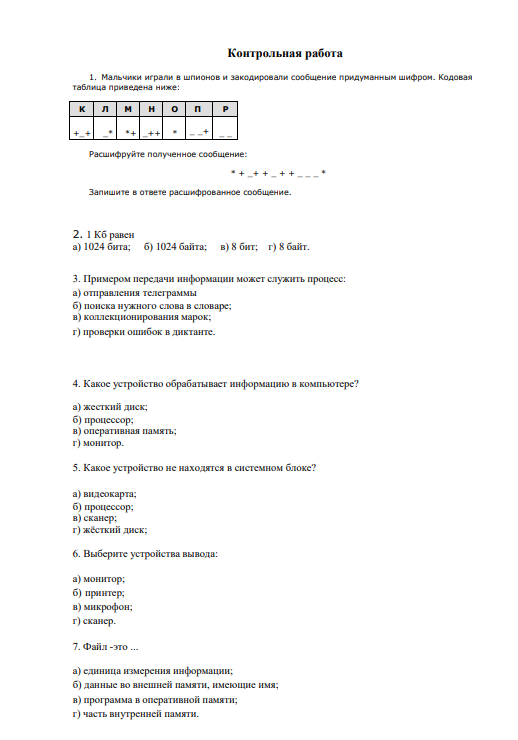 Контрольная работа
1. Мальчики играли в шпионов и закодировали сообщение придуманным шифром. Кодовая
таблица приведена ниже:
К Л М Н О П Р
+_+ _* *+ _++ * _ _+ _ _
Расшифруйте полученное сообщение:
* + _+ + _ + + _ _ _ *
Запишите в ответе расшифрованное сообщение.
2. 1 Кб равен
а) 1024 бита; б) 1024 байта; в) 8 бит; г) 8 байт.
3. Примером передачи информации может служить процесс:
а) отправления телеграммы
б) поиска нужного слова в словаре;
в) коллекционирования марок;
г) проверки ошибок в диктанте.
4. Какое устройство обрабатывает информацию в компьютере?
а) жесткий диск;
б) процессор;
в) оперативная память;
г) монитор.
5. Какое устройство не находятся в системном блоке?
а) видеокарта;
б) процессор;
в) сканер;
г) жёсткий диск;
6. Выберите устройства вывода:
а) монитор;
б) принтер;
в) микрофон;
г) сканер.
7. Файл -это ...
а) единица измерения информации;
б) данные во внешней памяти, имеющие имя;
в) программа в оперативной памяти;
г) часть внутренней памяти.